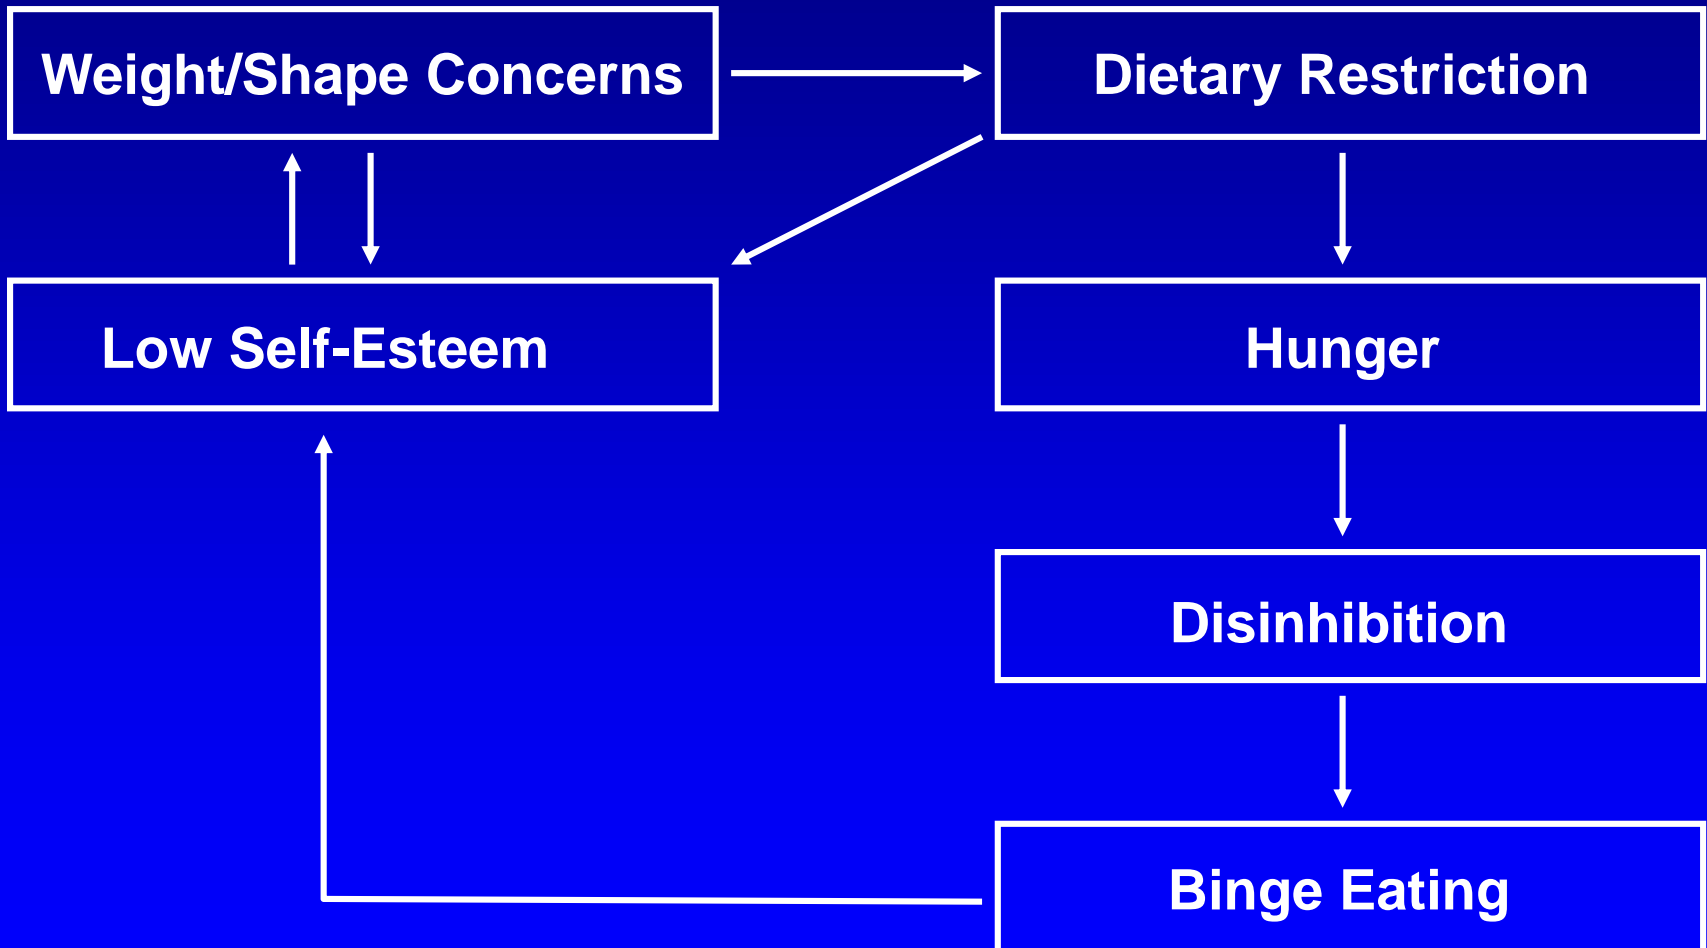 Weight/Shape Concerns
Dietary Restriction
Low Self-Esteem
Hunger
Disinhibition
Binge Eating